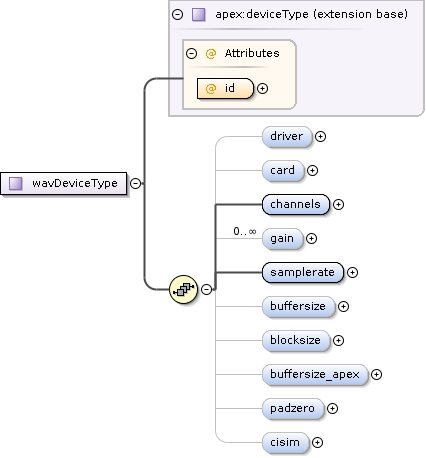 apex:deviceType (extension base)
@ Attributes
@ id
driver
card
wavDeviceType
channels
0..∞
gain
samplerate
buffersize
blocksize
buffersize_apex
padzero
cisim